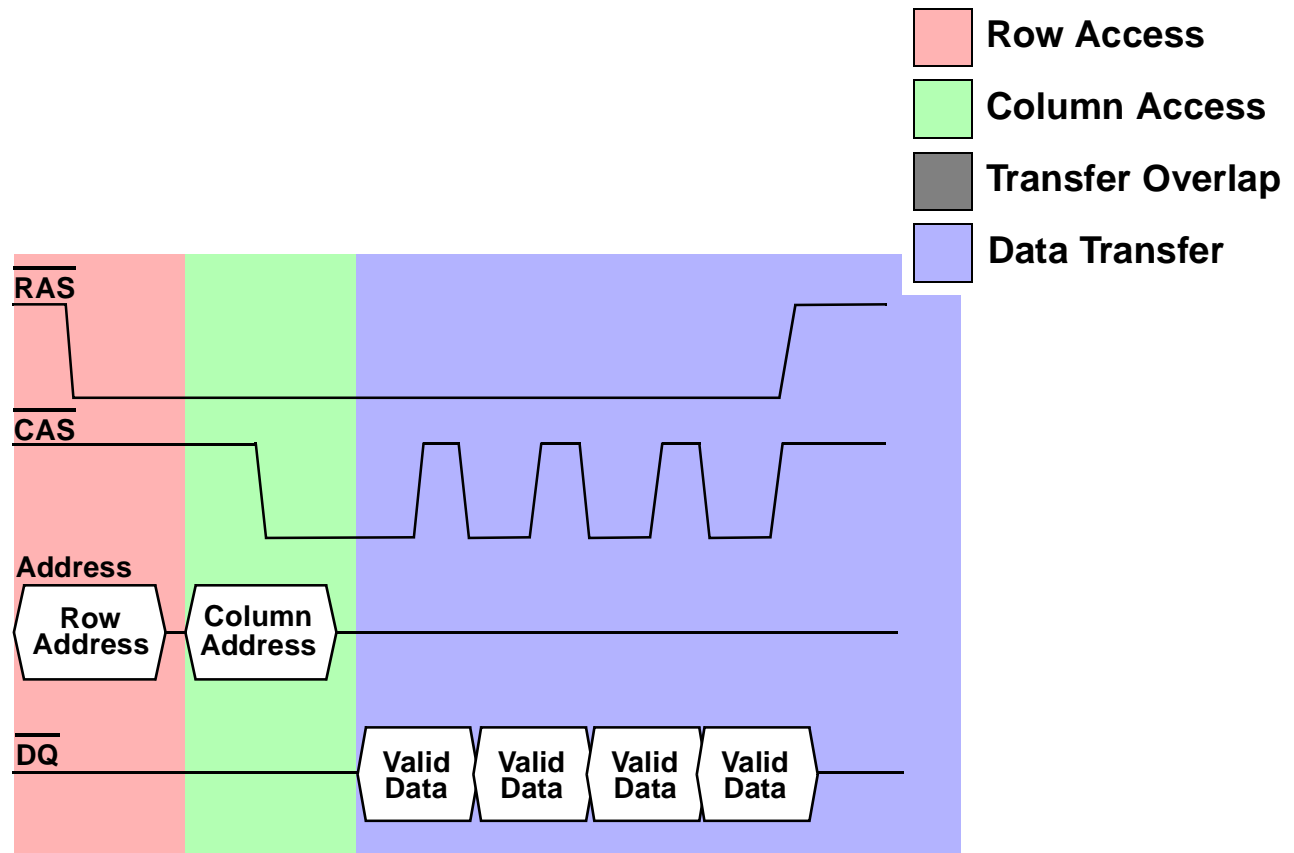 Row Access
Column Access
Transfer Overlap
Data Transfer
RAS
CAS
Address
Row
Address
Column
Address
DQ
Valid
Data
Valid
Data
Valid
Data
Valid
Data